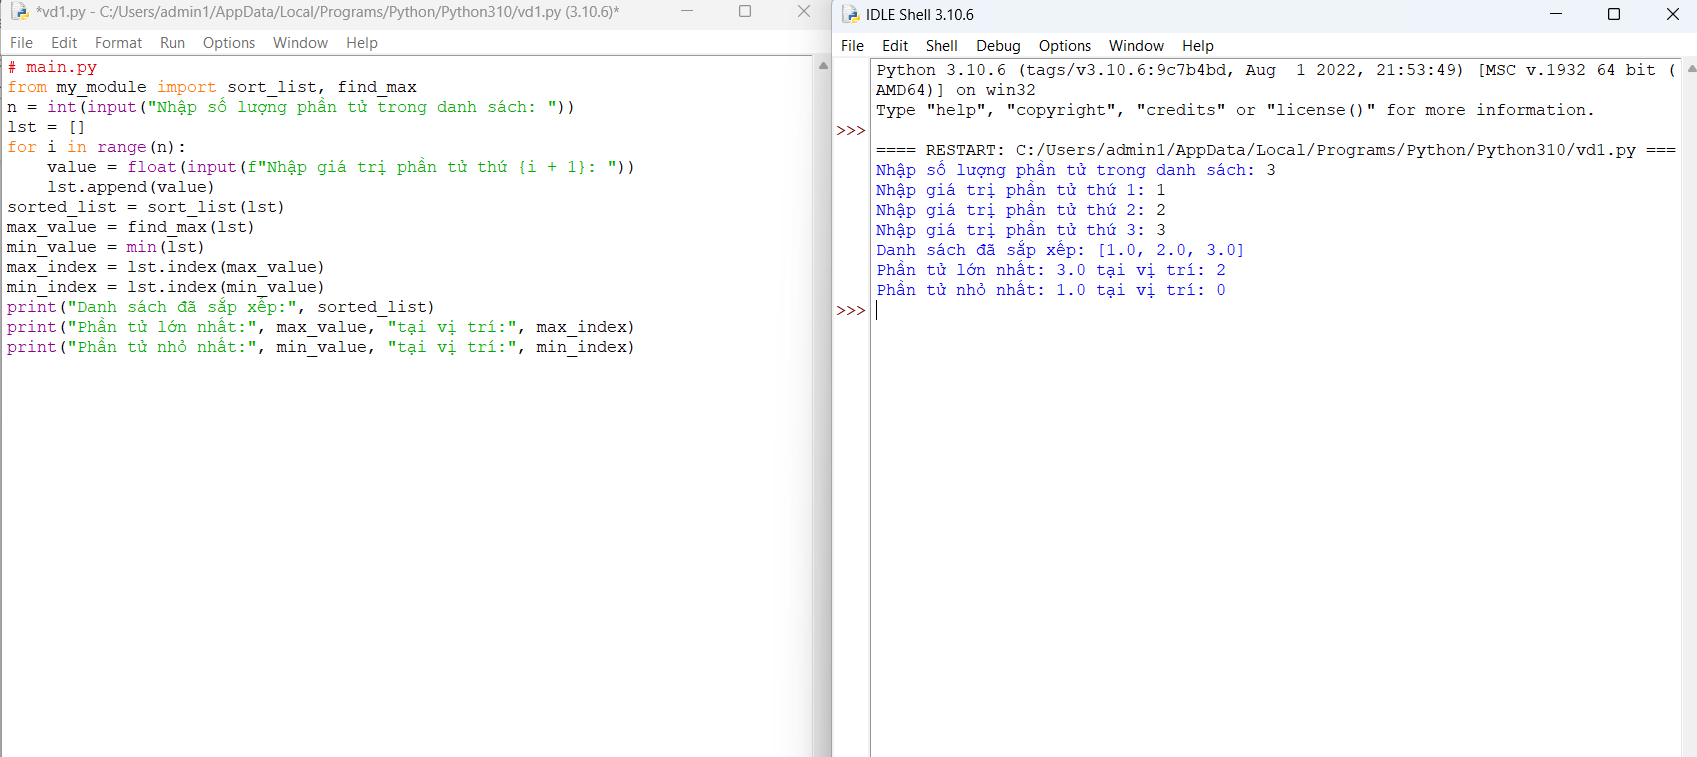 *vd1.py - C:/Users/admin1/AppData/Local/Programs/Python/Python310/vd1.py (3.10.6)*
File Edit Format Run Options Window Help
# main.py
from my_module import sort_list, find_max
n = int(input("Nhập số lượng phần tử trong danh sách: "))
lst = []
for i in range(n):
    value = float(input(f"Nhập giá trị phần tử thứ {i + 1}: "))
    lst.append(value)
sorted_list = sort_list(lst)
max_value = find_max(lst)
min_value = min(lst)
max_index = lst.index(max_value)
min_index = lst.index(min_value)
print("Danh sách đã sắp xếp:", sorted_list)
print("Phần tử lớn nhất:", max_value, "tại vị trí:", max_index)
print("Phần tử nhỏ nhất:", min_value, "tại vị trí:", min_index)
IDLE Shell 3.10.6
File Edit Shell Debug Options Window Help
Python 3.10.6 (tags/v3.10.6:9c7b4bd, Aug  1 2022, 21:53:49) [MSC v.1932 64 bit (
AMD64)] on win32
Type "help", "copyright", "credits" or "license()" for more information.
>>>
==== RESTART: C:/Users/admin1/AppData/Local/Programs/Python/Python310/vd1.py ===
Nhập số lượng phần tử trong danh sách: 3
Nhập giá trị phần tử thứ 1: 1
Nhập giá trị phần tử thứ 2: 2
Nhập giá trị phần tử thứ 3: 3
Danh sách đã sắp xếp: [1.0, 2.0, 3.0]
Phần tử lớn nhất: 3.0 tại vị trí: 2
Phần tử nhỏ nhất: 1.0 tại vị trí: 0
>>>